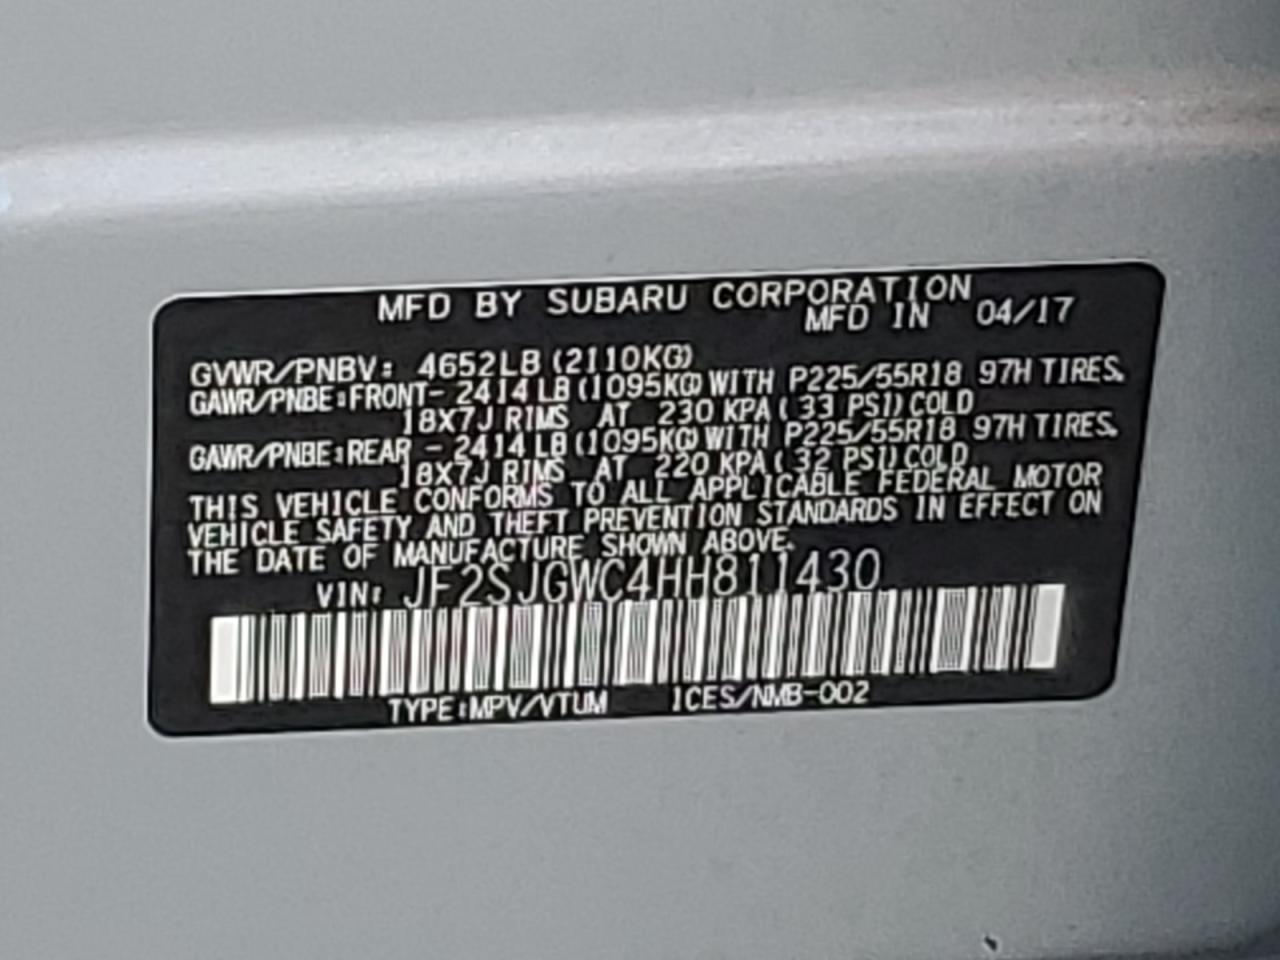 MFD BY SUBARU CORPORATION
MFD IN 04/17
GVWR/PNBV: 4652LB (2110KG)
GAWR/PNBE:FRONT- 2414LB (1095KG) WITH P225/55R18 97H TIRES.
18X7J RIMS AT 230 KPA ( 33 PSI) COLD
GAWR/PNBE:REAR - 2414LB (1095KG) WITH P225/55R18 97H TIRES.
18X7J RIMS AT 220 KPA ( 32 PSI) COLD
THIS VEHICLE CONFORMS TO ALL APPLICABLE FEDERAL MOTOR
VEHICLE SAFETY AND THEFT PREVENTION STANDARDS IN EFFECT ON
THE DATE OF MANUFACTURE SHOWN ABOVE.
VIN: JF2SJGWC4HH811430
TYPE:MPV/VTUM ICES/NMB-002